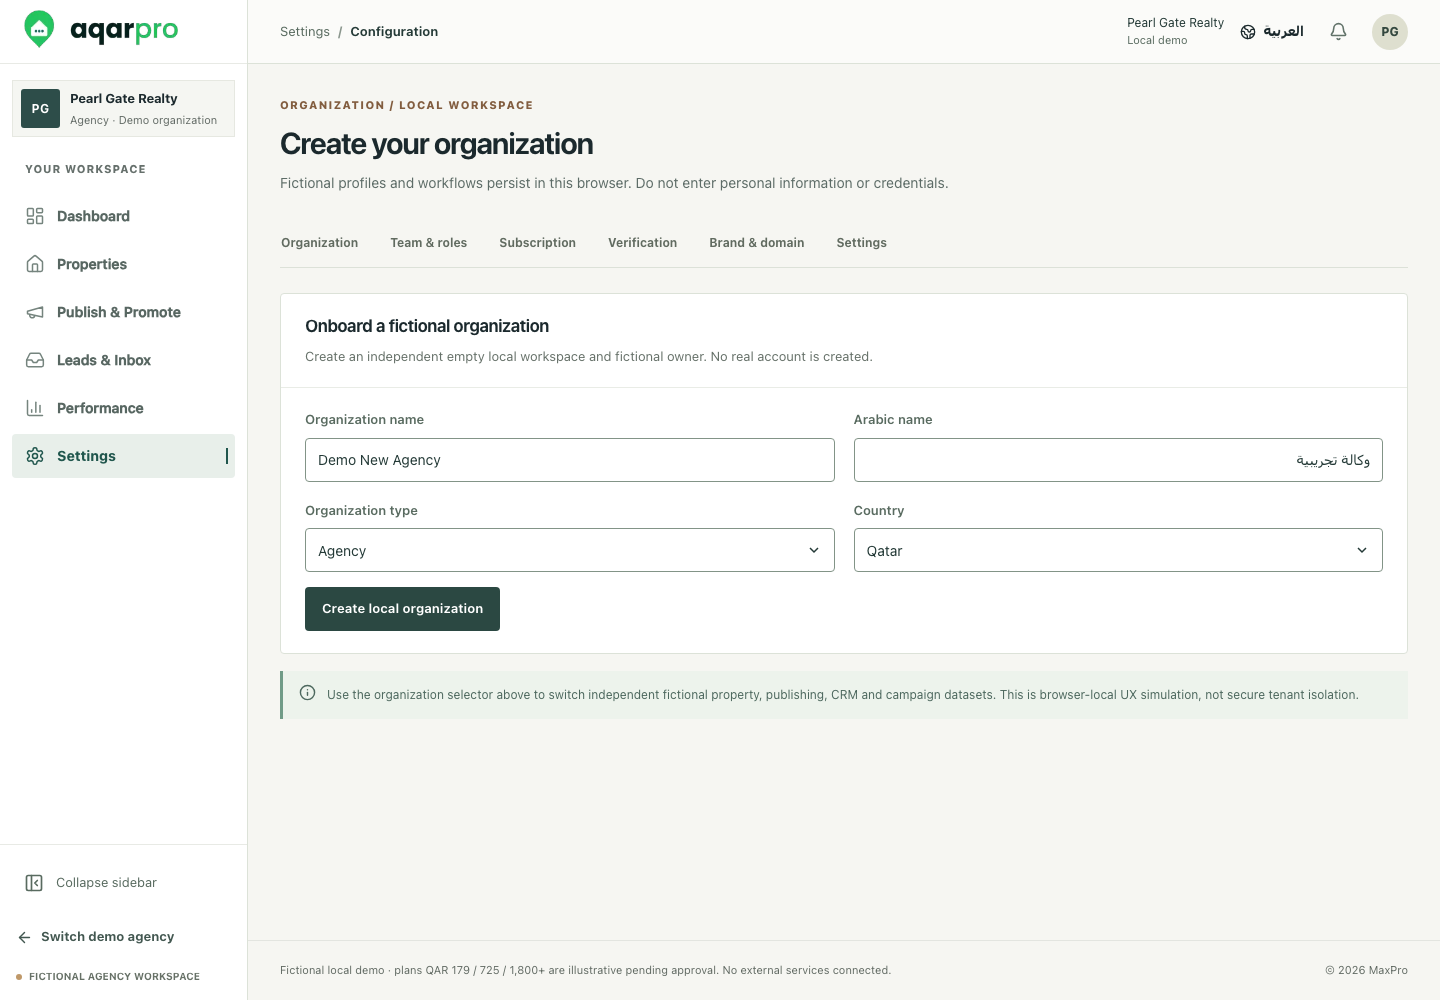 aqarpro
Settings / Configuration
Pearl Gate Realty
Local demo
العربية
PG
PG
Pearl Gate Realty
Agency · Demo organization
YOUR WORKSPACE
Dashboard
Properties
Publish & Promote
Leads & Inbox
Performance
Settings
Collapse sidebar
Switch demo agency
FICTIONAL AGENCY WORKSPACE
ORGANIZATION / LOCAL WORKSPACE
Create your organization
Fictional profiles and workflows persist in this browser. Do not enter personal information or credentials.
Organization Team & roles Subscription Verification Brand & domain Settings
Onboard a fictional organization
Create an independent empty local workspace and fictional owner. No real account is created.
Organization name
Demo New Agency
Arabic name
وكالة تجريبية
Organization type
Agency
Country
Qatar
Create local organization
Use the organization selector above to switch independent fictional property, publishing, CRM and campaign datasets. This is browser-local UX simulation, not secure tenant isolation.
Fictional local demo · plans QAR 179 / 725 / 1,800+ are illustrative pending approval. No external services connected.
© 2026 MaxPro